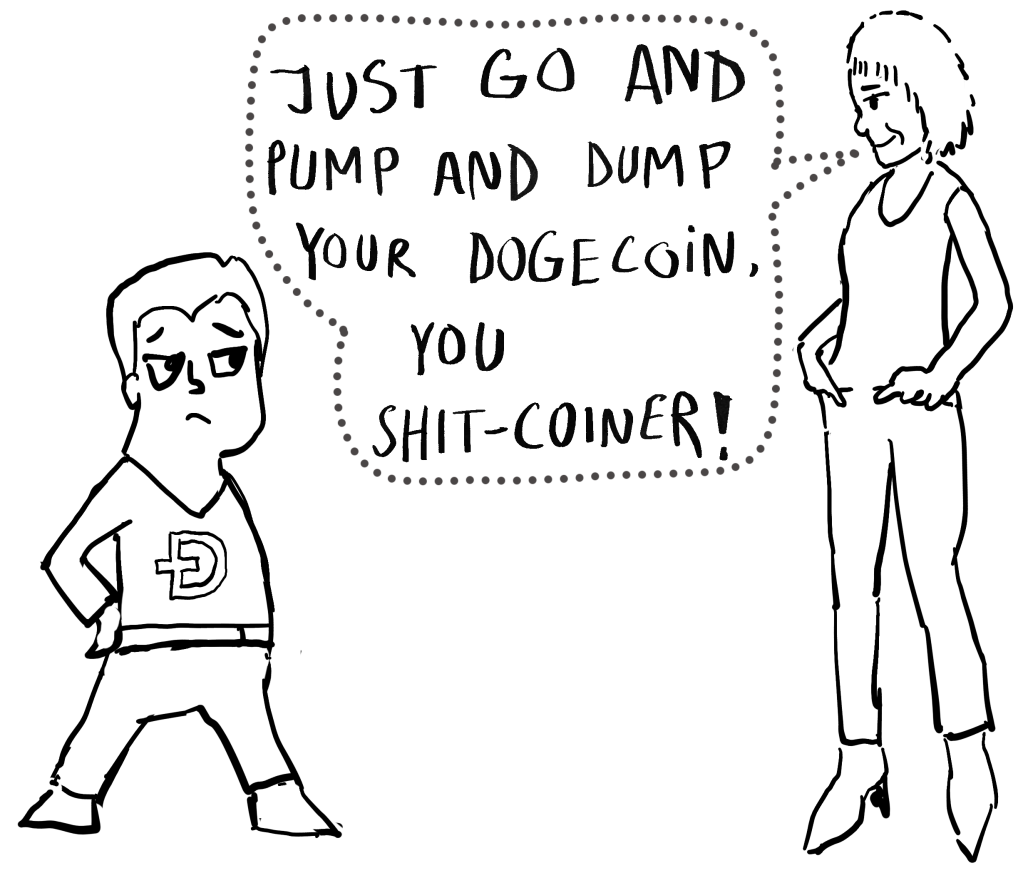 JUST GO AND
PUMP AND DUMP
YOUR DOGECOIN,
YOU
SHIT-COINER!
Ð